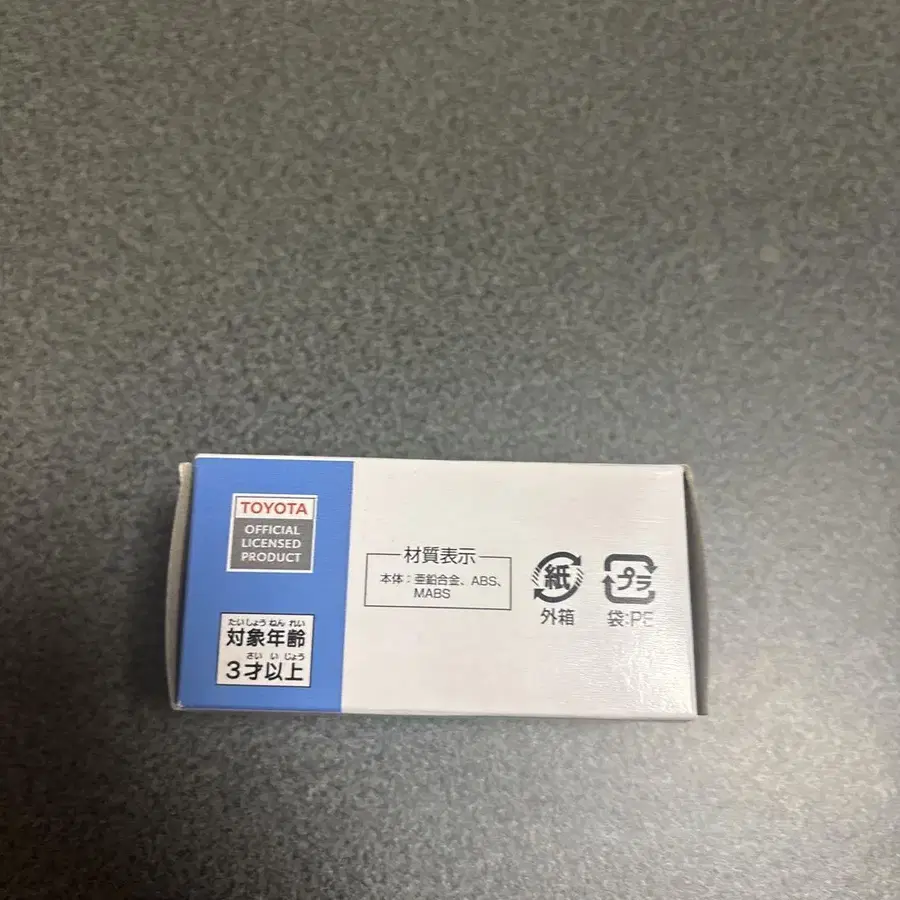 TOYOTA
OFFICIAL
LICENSED
PRODUCT
たいしょうねんれい
対象年齢
さいいじょう
3才以上
材質表示
本体：亜鉛合金、ABS、
MABS
紙
外箱
プラ
袋:PE